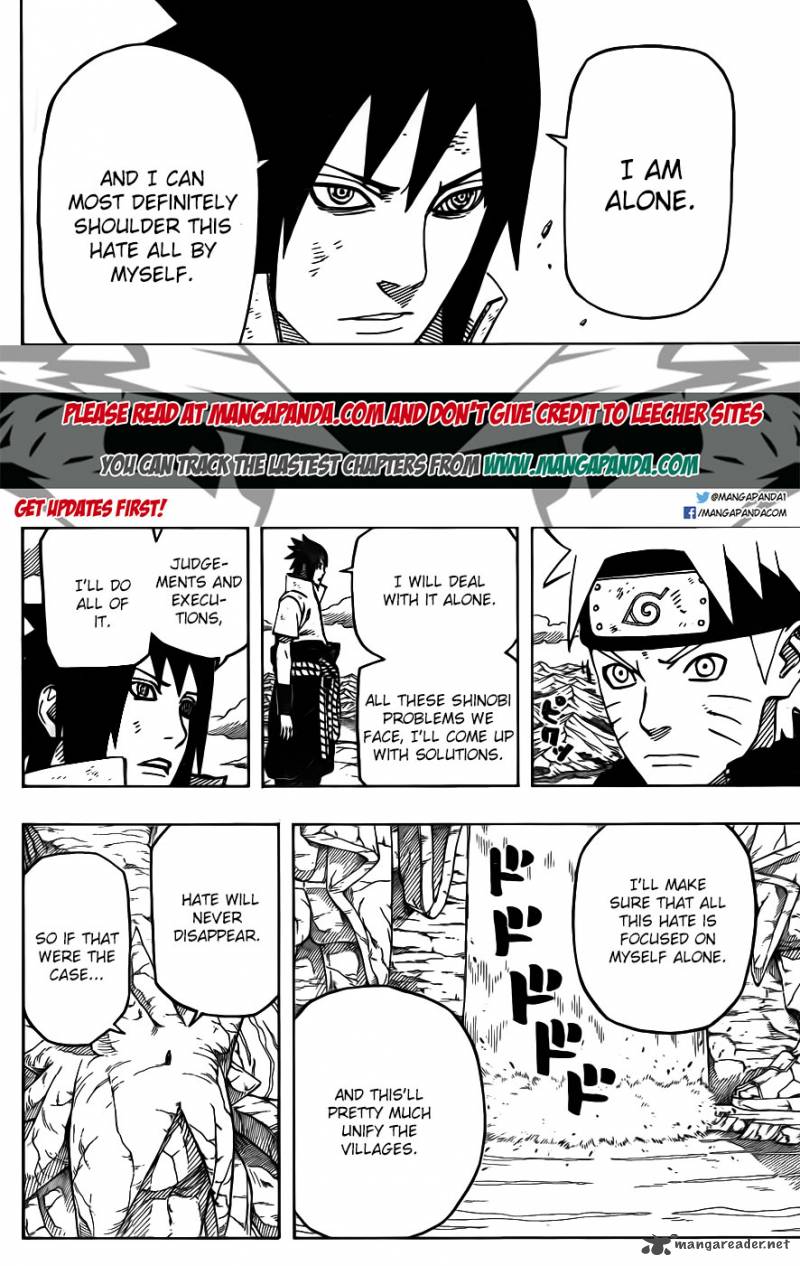 I AM
ALONE.
AND I CAN
MOST DEFINITELY
SHOULDER THIS
HATE ALL BY
MYSELF.
PLEASE READ AT MANGAPANDA.COM AND DON'T GIVE CREDIT TO LEECHER SITES
YOU CAN TRACK THE LASTEST CHAPTERS FROM WWW.MANGAPANDA.COM
GET UPDATES FIRST!
@MANGAPANDA1
/MANGAPANDACOM
ドクン
I WILL DEAL
WITH IT ALONE.
ALL THESE SHINOBI
PROBLEMS WE
FACE, I'LL COME UP
WITH SOLUTIONS.
JUDGE-
MENTS AND
EXECU-
TIONS,
I'LL DO
ALL OF
IT.
I'LL MAKE
SURE THAT ALL
THIS HATE IS
FOCUSED ON
MYSELF ALONE.
ドドドドド
AND THIS'LL
PRETTY MUCH
UNIFY THE
VILLAGES.
HATE WILL
NEVER
DISAPPEAR.
SO IF THAT
WERE THE
CASE...
mangareader.net